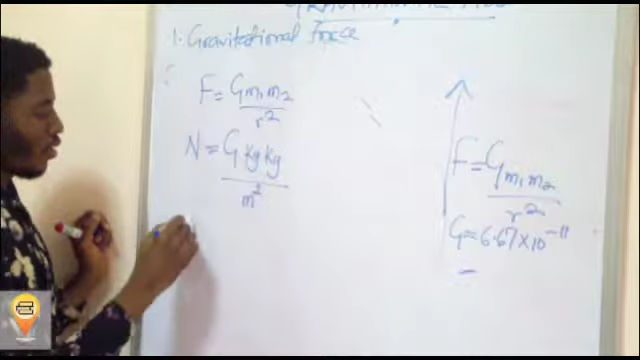 1. Gravitational force
F = G m1 m2
r²
N = G kg kg
m²
F = G m1 m2
r²
G = 6.67 × 10⁻¹¹